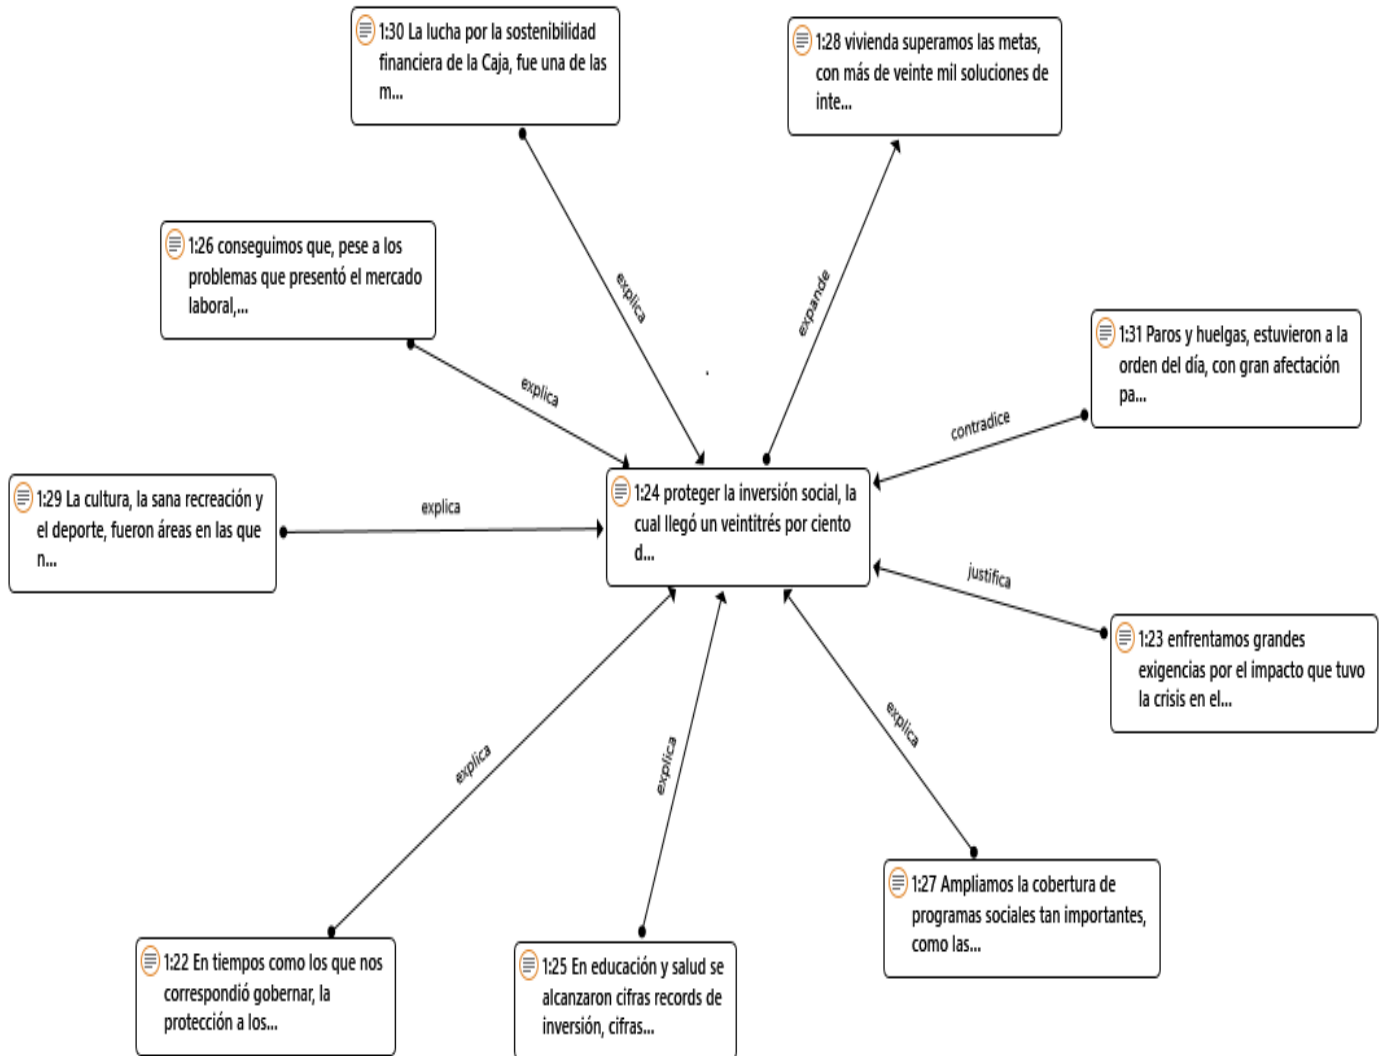 1:30 La lucha por la sostenibilidad
financiera de la Caja, fue una de las
m...
1:28 vivienda superamos las metas,
con más de veinte mil soluciones de
inte...
1:26 conseguimos que, pese a los
problemas que presentó el mercado
laboral,...
explica
expande
1:31 Paros y huelgas, estuvieron a la
orden del día, con gran afectación
pa...
explica
contradice
1:29 La cultura, la sana recreación y
el deporte, fueron áreas en las que
n...
explica
1:24 proteger la inversión social, la
cual llegó un veintitrés por ciento
d...
justifica
1:23 enfrentamos grandes
exigencias por el impacto que tuvo
la crisis en el...
explica
explica
explica
1:27 Ampliamos la cobertura de
programas sociales tan importantes,
como las...
1:22 En tiempos como los que nos
correspondió gobernar, la
protección a los...
1:25 En educación y salud se
alcanzaron cifras records de
inversión, cifras...